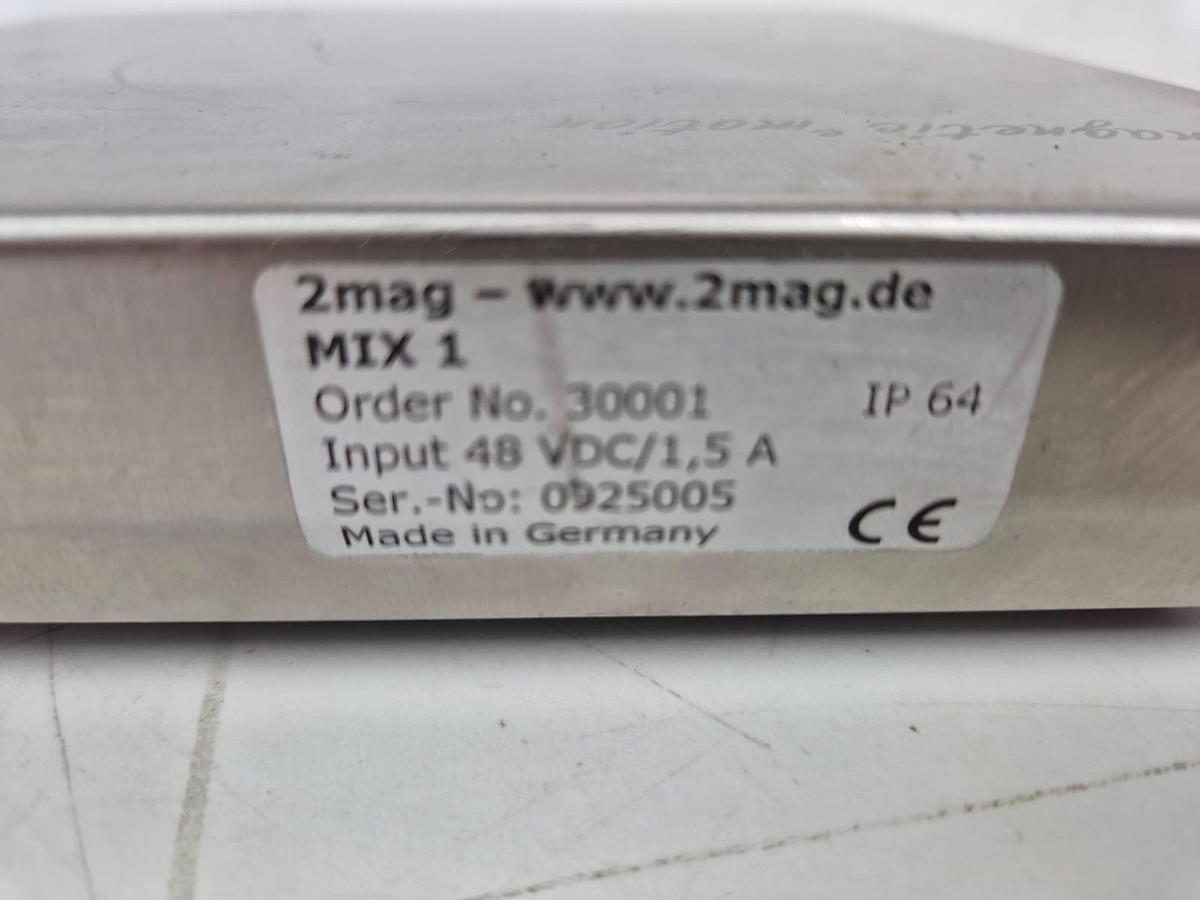 magnetic e motion
2mag – www.2mag.de
MIX 1
Order No. 30001 IP 64
Input 48 VDC/1,5 A
Ser.-No: 0925005
Made in Germany CE